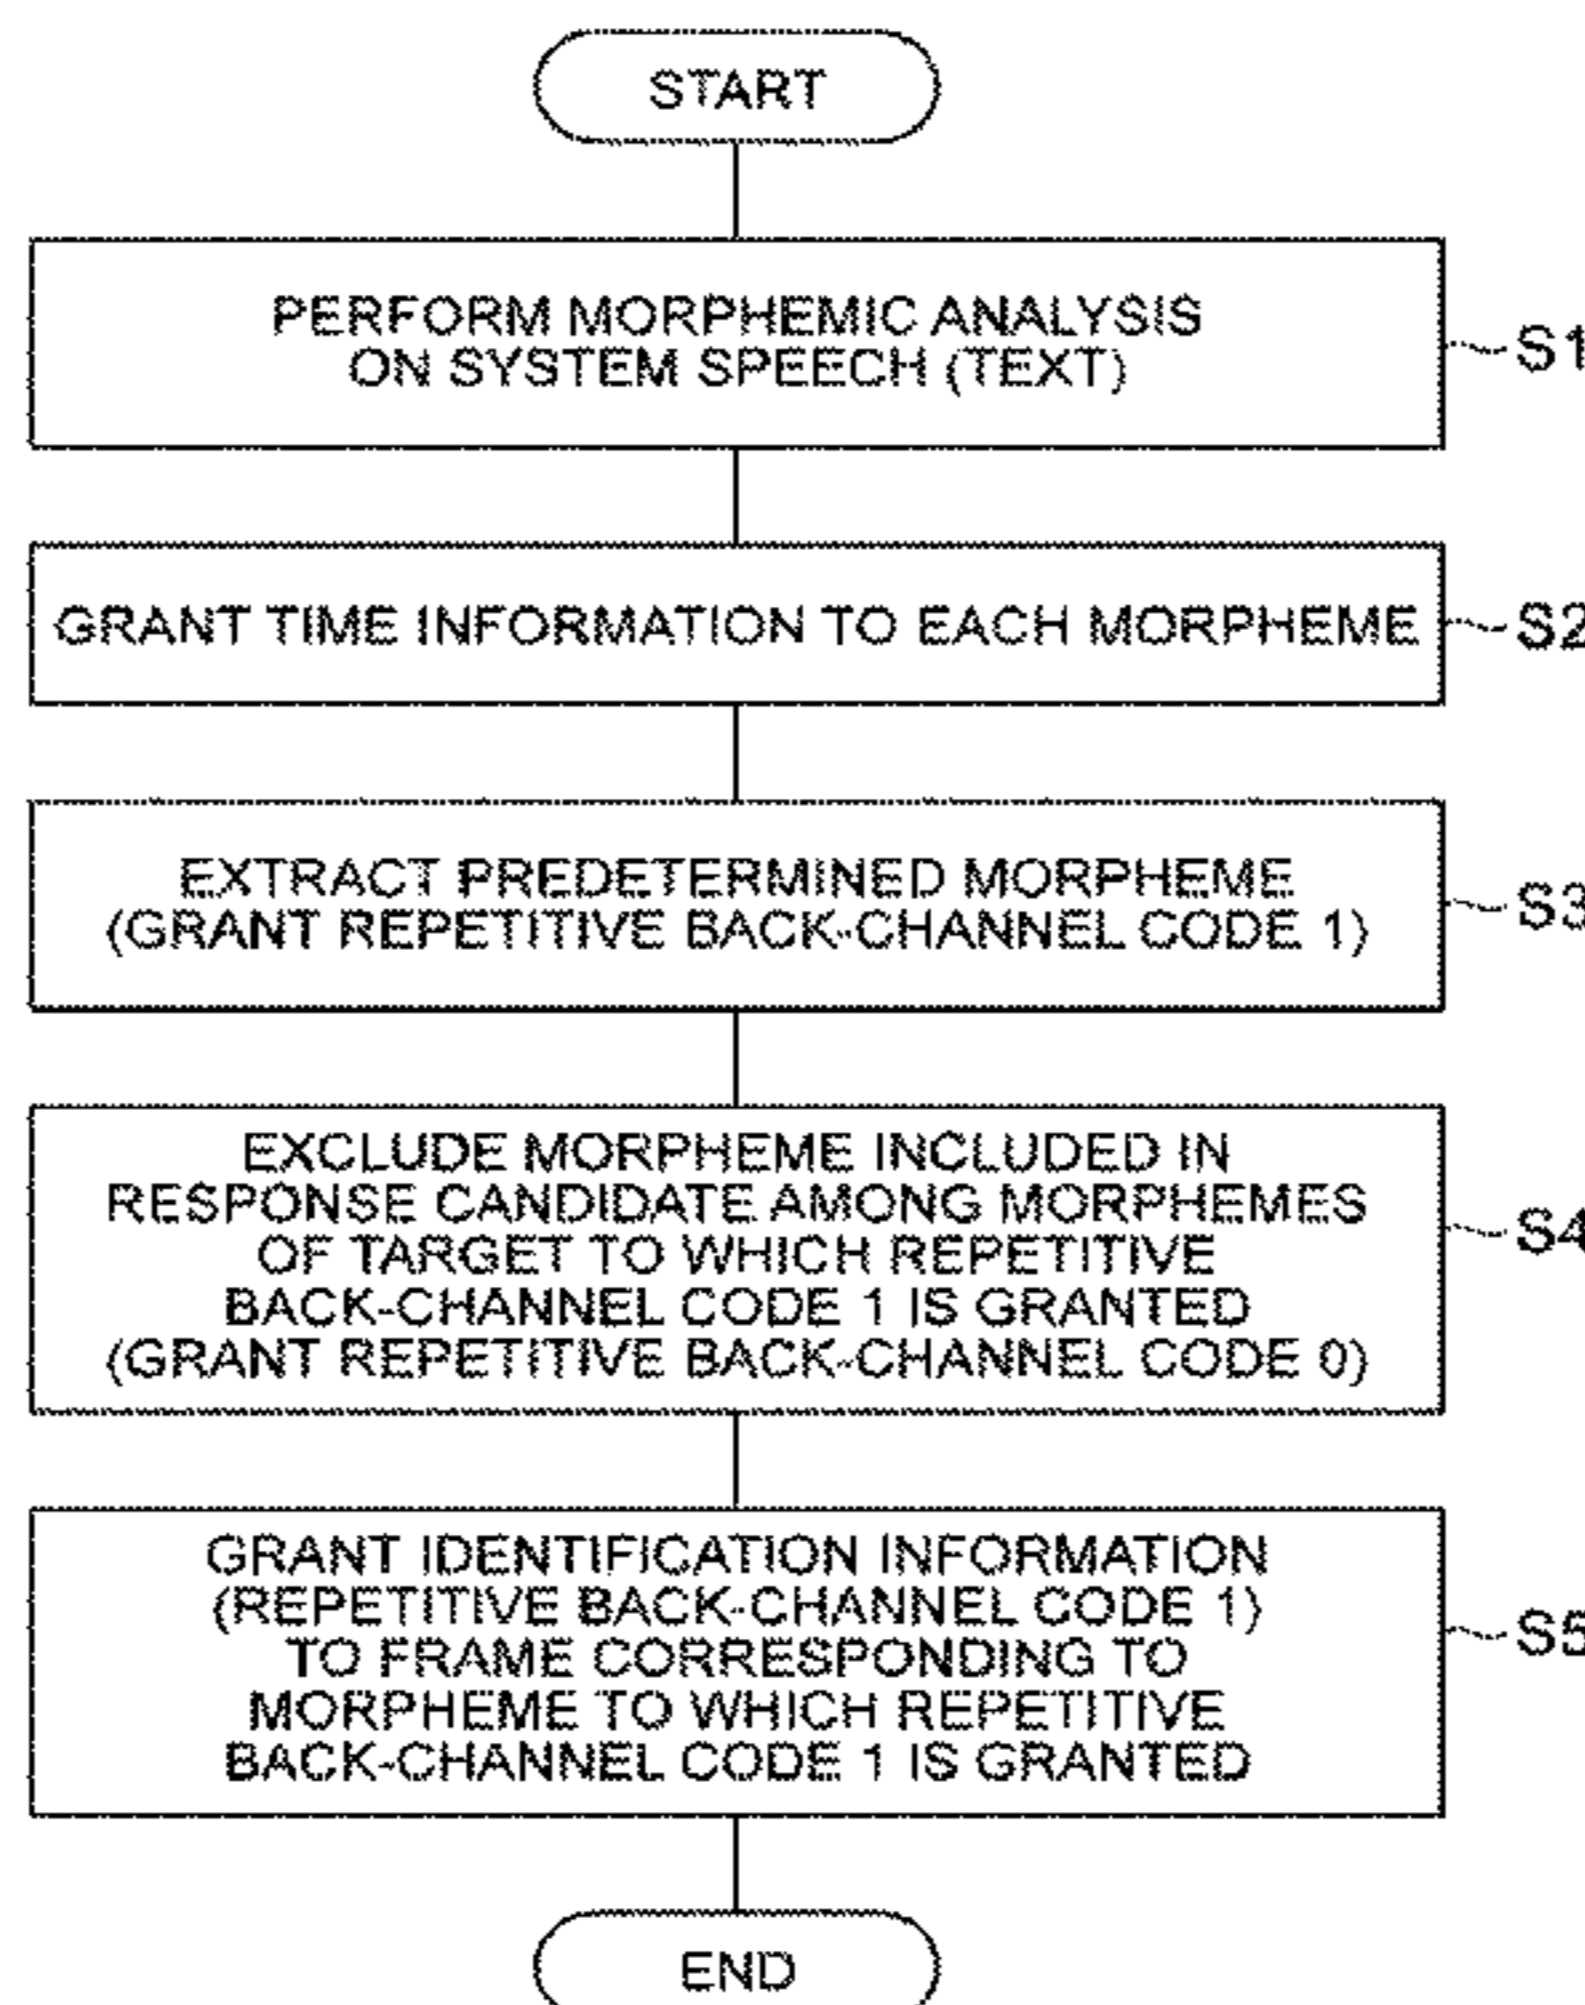 START
PERFORM MORPHEMIC ANALYSIS
ON SYSTEM SPEECH (TEXT)
S1
GRANT TIME INFORMATION TO EACH MORPHEME
S2
EXTRACT PREDETERMINED MORPHEME
(GRANT REPETITIVE BACK-CHANNEL CODE 1)
S3
EXCLUDE MORPHEME INCLUDED IN
RESPONSE CANDIDATE AMONG MORPHEMES
OF TARGET TO WHICH REPETITIVE
BACK-CHANNEL CODE 1 IS GRANTED
(GRANT REPETITIVE BACK-CHANNEL CODE 0)
S4
GRANT IDENTIFICATION INFORMATION
(REPETITIVE BACK-CHANNEL CODE 1)
TO FRAME CORRESPONDING TO
MORPHEME TO WHICH REPETITIVE
BACK-CHANNEL CODE 1 IS GRANTED
S5
END